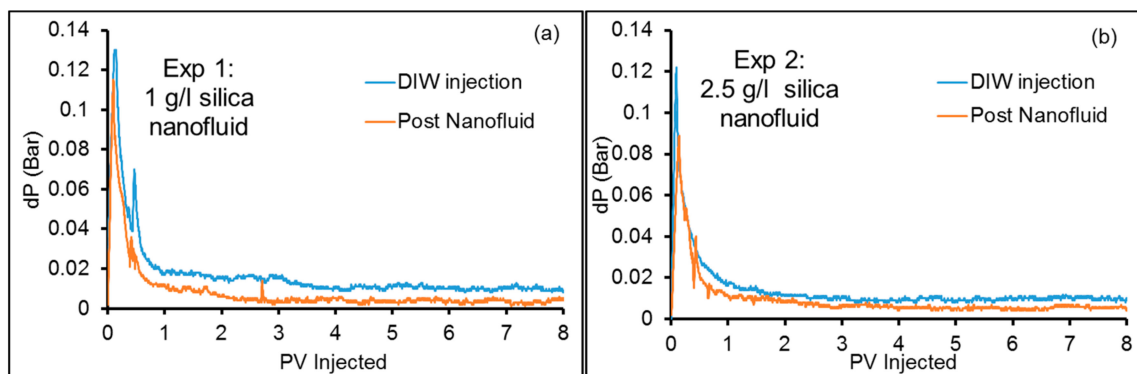 (a)
Exp 1:
1 g/l silica
nanofluid
DIW injection
Post Nanofluid
dP (Bar)
0.14
0.12
0.1
0.08
0.06
0.04
0.02
0
0 1 2 3 4 5 6 7 8
PV Injected
(b)
Exp 2:
2.5 g/l silica
nanofluid
DIW injection
Post Nanofluid
dP (Bar)
0.14
0.12
0.1
0.08
0.06
0.04
0.02
0
0 1 2 3 4 5 6 7 8
PV Injected